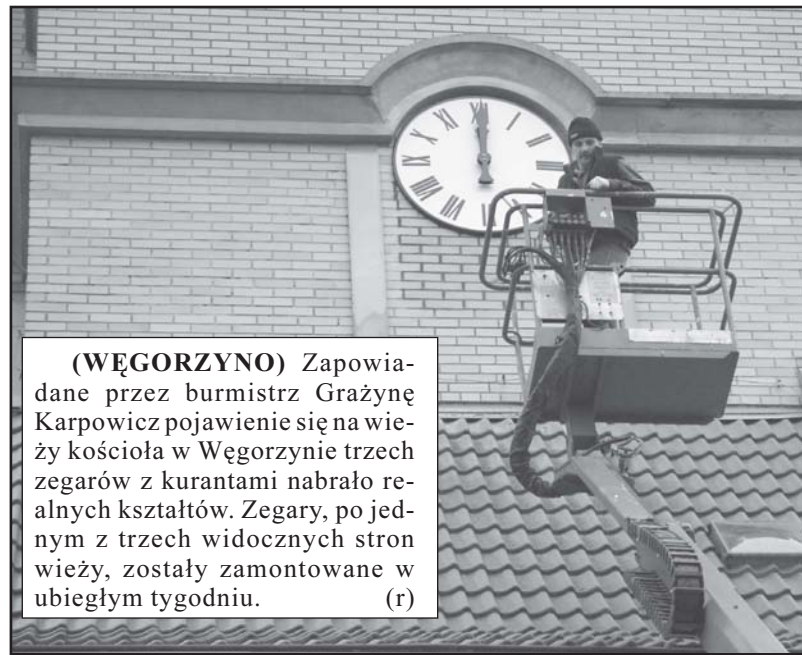 (WĘGORZYNO) Zapowia-
dane przez burmistrz Grażynę
Karpowicz pojawienie się na wie-
ży kościoła w Węgorzynie trzech
zegarów z kurantami nabrało re-
alnych kształtów. Zegary, po jed-
nym z trzech widocznych stron
wieży, zostały zamontowane w
ubiegłym tygodniu. (r)